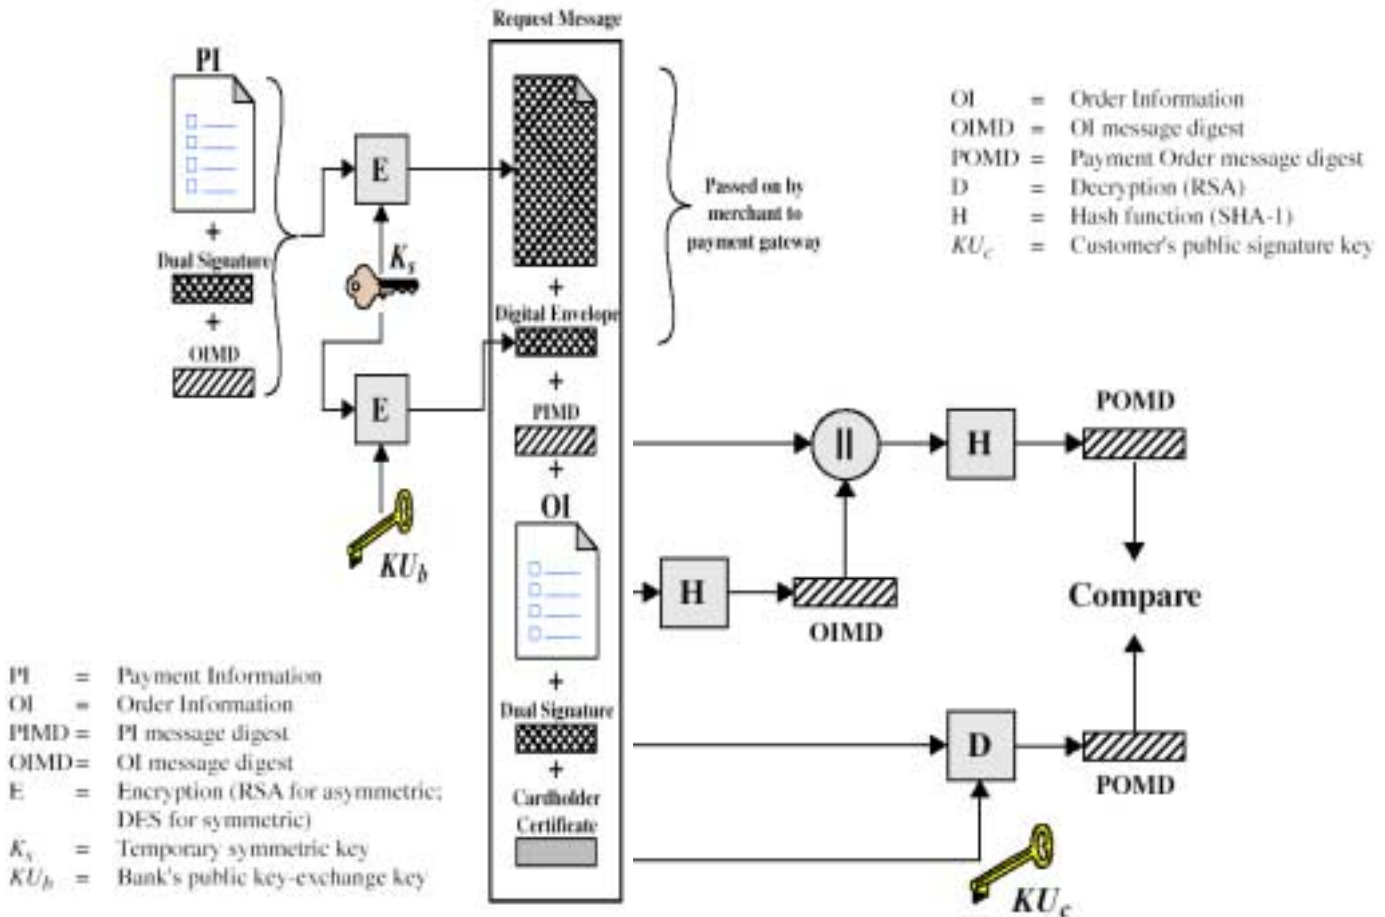 Request Message
PI
+
Dual Signature
+
OIMD
E
Ks
E
KUb
+
Digital Envelope
+
PIMD
+
OI
+
Dual Signature
+
Cardholder
Certificate
Passed on by
merchant to
payment gateway
OI = Order Information
OIMD = OI message digest
POMD = Payment Order message digest
D = Decryption (RSA)
H = Hash function (SHA-1)
KUc = Customer's public signature key
||
H
POMD
H
OIMD
Compare
D
POMD
KUc
PI = Payment Information
OI = Order Information
PIMD = PI message digest
OIMD = OI message digest
E = Encryption (RSA for asymmetric;
DES for symmetric)
Ks = Temporary symmetric key
KUb = Bank's public key-exchange key